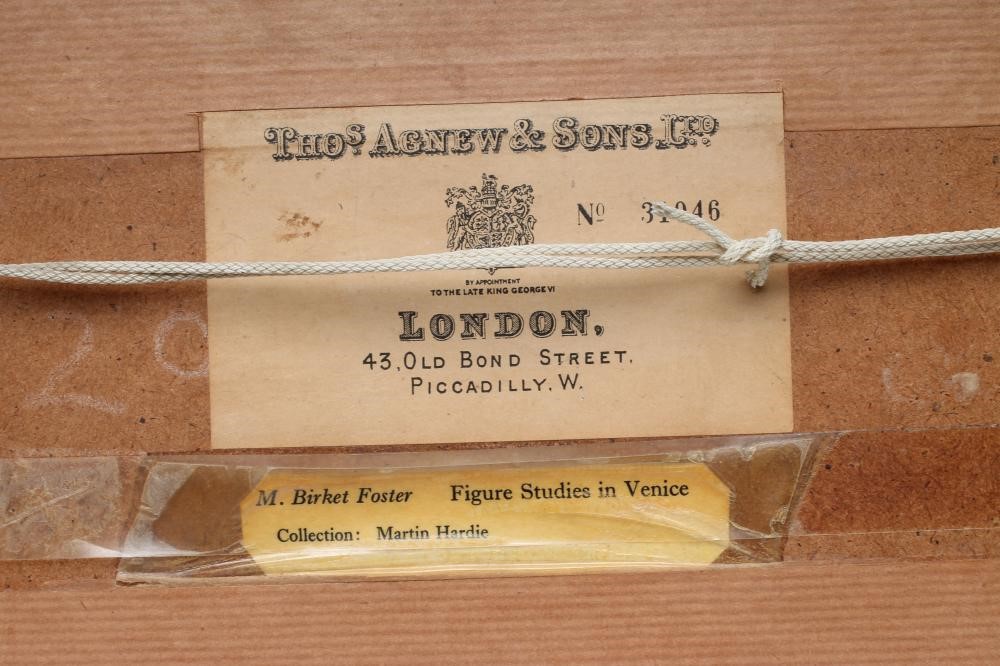 THOS AGNEW & SONS LTD.
No
BY APPOINTMENT
TO THE LATE KING GEORGE VI
LONDON,
43, OLD BOND STREET,
PICCADILLY. W.
20
M. Birket Foster Figure Studies in Venice
Collection: Martin Hardie